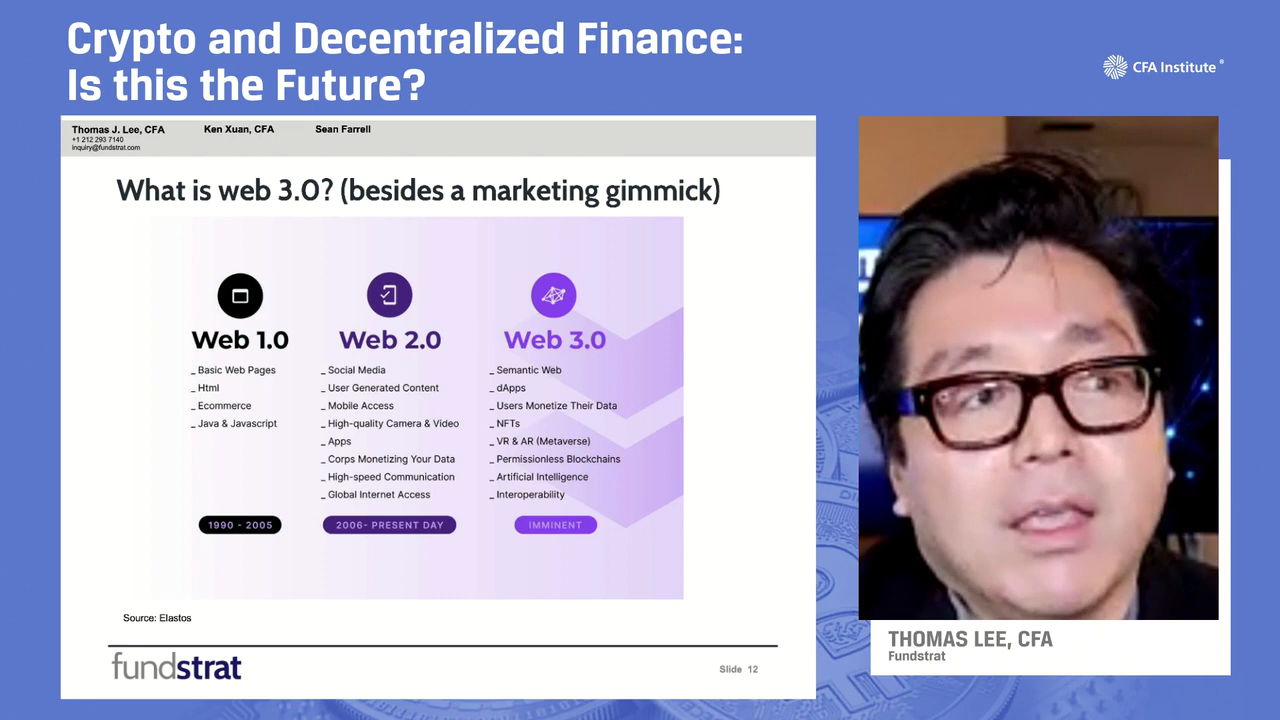 Crypto and Decentralized Finance:
Is this the Future?
CFA Institute®
Thomas J. Lee, CFA
+1 212 293 7140
inquiry@fundstrat.com
Ken Xuan, CFA
Sean Farrell
What is web 3.0? (besides a marketing gimmick)
Web 1.0
_ Basic Web Pages
_ Html
_ Ecommerce
_ Java & Javascript
1990 - 2005
Web 2.0
_ Social Media
_ User Generated Content
_ Mobile Access
_ High-quality Camera & Video
_ Apps
_ Corps Monetizing Your Data
_ High-speed Communication
_ Global Internet Access
2006- PRESENT DAY
Web 3.0
_ Semantic Web
_ dApps
_ Users Monetize Their Data
_ NFTs
_ VR & AR (Metaverse)
_ Permissionless Blockchains
_ Artificial Intelligence
_ Interoperability
IMMINENT
Source: Elastos
fundstrat
Slide 12
THOMAS LEE, CFA
Fundstrat